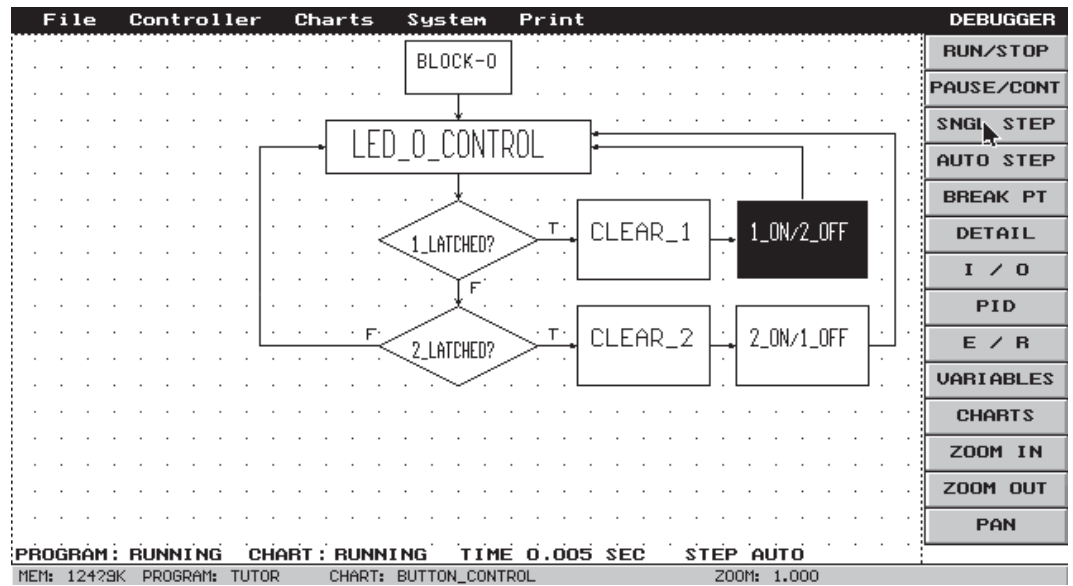 File Controller Charts System Print
DEBUGGER
RUN/STOP
PAUSE/CONT
SNGL STEP
AUTO STEP
BREAK PT
DETAIL
I / O
PID
E / R
VARIABLES
CHARTS
ZOOM IN
ZOOM OUT
PAN
BLOCK-0
LED_0_CONTROL
1_LATCHED?
T
CLEAR_1
1_ON/2_OFF
F
F
2_LATCHED?
T
CLEAR_2
2_ON/1_OFF
PROGRAM: RUNNING CHART: RUNNING TIME 0.005 SEC STEP AUTO
MEM: 124?9K PROGRAM: TUTOR CHART: BUTTON_CONTROL ZOOM: 1.000